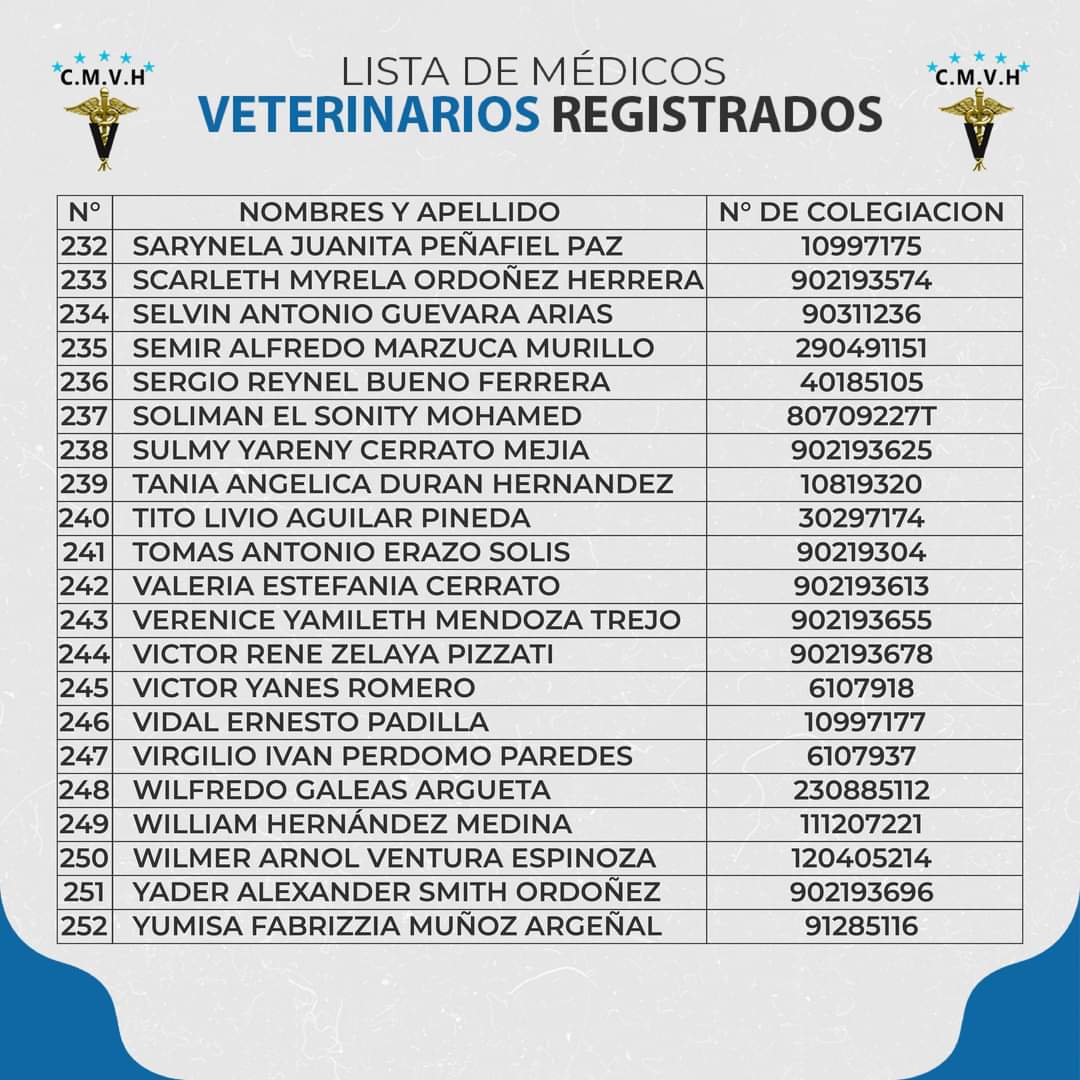 C.M.V.H
LISTA DE MÉDICOS
VETERINARIOS REGISTRADOS
C.M.V.H
N° NOMBRES Y APELLIDO N° DE COLEGIACION
232 SARYNELA JUANITA PEÑAFIEL PAZ 10997175
233 SCARLETH MYRELA ORDOÑEZ HERRERA 902193574
234 SELVIN ANTONIO GUEVARA ARIAS 90311236
235 SEMIR ALFREDO MARZUCA MURILLO 290491151
236 SERGIO REYNEL BUENO FERRERA 40185105
237 SOLIMAN EL SONITY MOHAMED 80709227T
238 SULMY YARENY CERRATO MEJIA 902193625
239 TANIA ANGELICA DURAN HERNANDEZ 10819320
240 TITO LIVIO AGUILAR PINEDA 30297174
241 TOMAS ANTONIO ERAZO SOLIS 90219304
242 VALERIA ESTEFANIA CERRATO 902193613
243 VERENICE YAMILETH MENDOZA TREJO 902193655
244 VICTOR RENE ZELAYA PIZZATI 902193678
245 VICTOR YANES ROMERO 6107918
246 VIDAL ERNESTO PADILLA 10997177
247 VIRGILIO IVAN PERDOMO PAREDES 6107937
248 WILFREDO GALEAS ARGUETA 230885112
249 WILLIAM HERNÁNDEZ MEDINA 111207221
250 WILMER ARNOL VENTURA ESPINOZA 120405214
251 YADER ALEXANDER SMITH ORDOÑEZ 902193696
252 YUMISA FABRIZZIA MUÑOZ ARGEÑAL 91285116